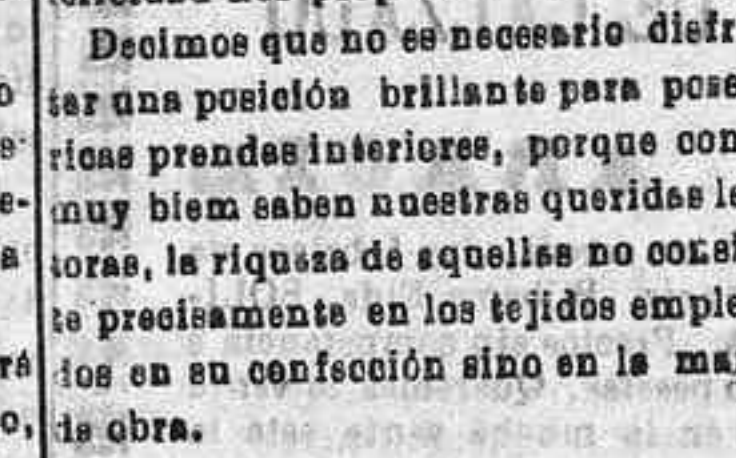 Decimos que no es necesario disfr
tar una posición brillante para pose
ricas prendas interiores, porque com
muy biem saben nuestras queridas le
toras, la riqueza de aquellas no consi
te precisamente en los tejidos emple
dos en su confección sino en la ma
de obra.